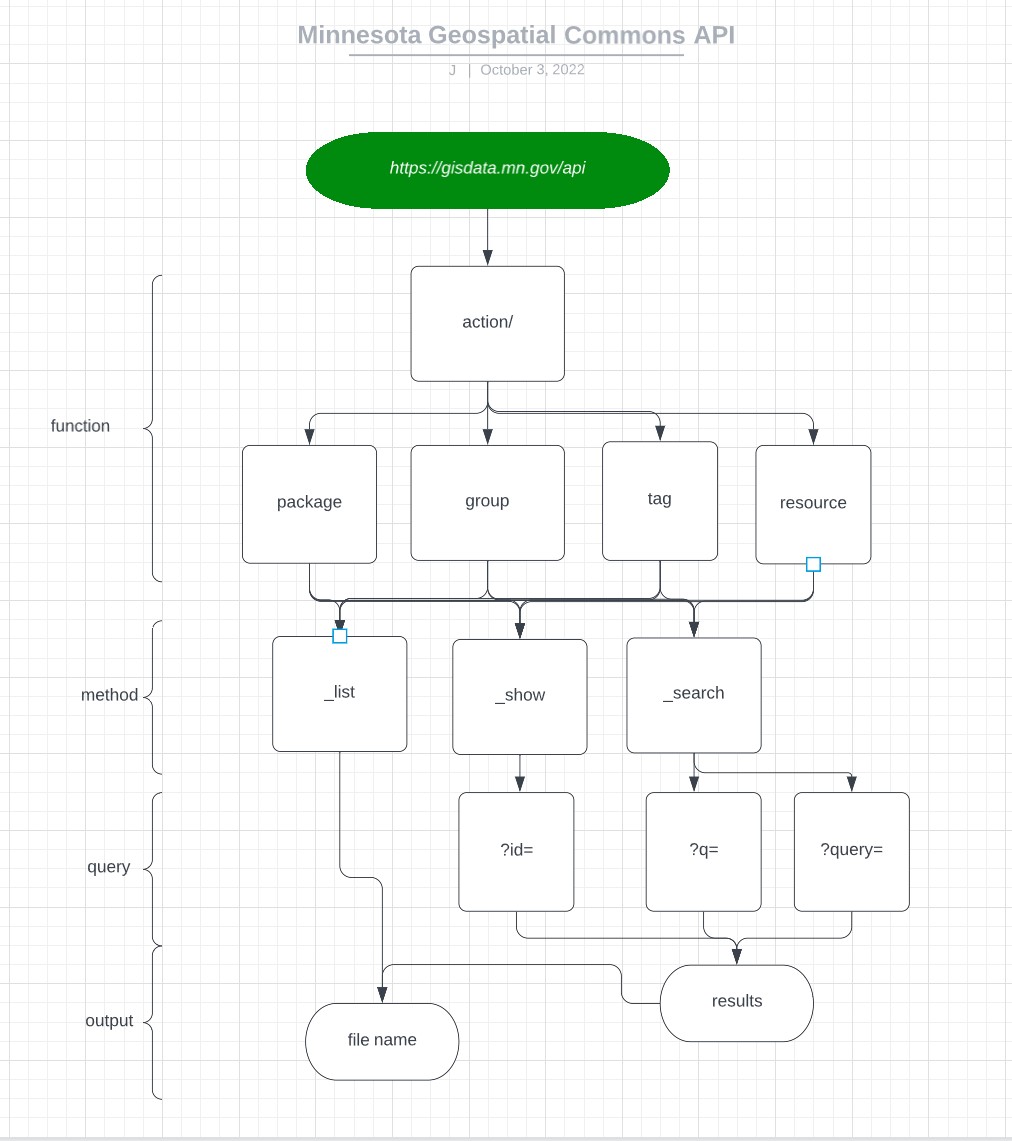 Minnesota Geospatial Commons API
J | October 3, 2022
https://gisdata.mn.gov/api
action/
function
package
group
tag
resource
method
_list
_show
_search
query
?id=
?q=
?query=
output
file name
results